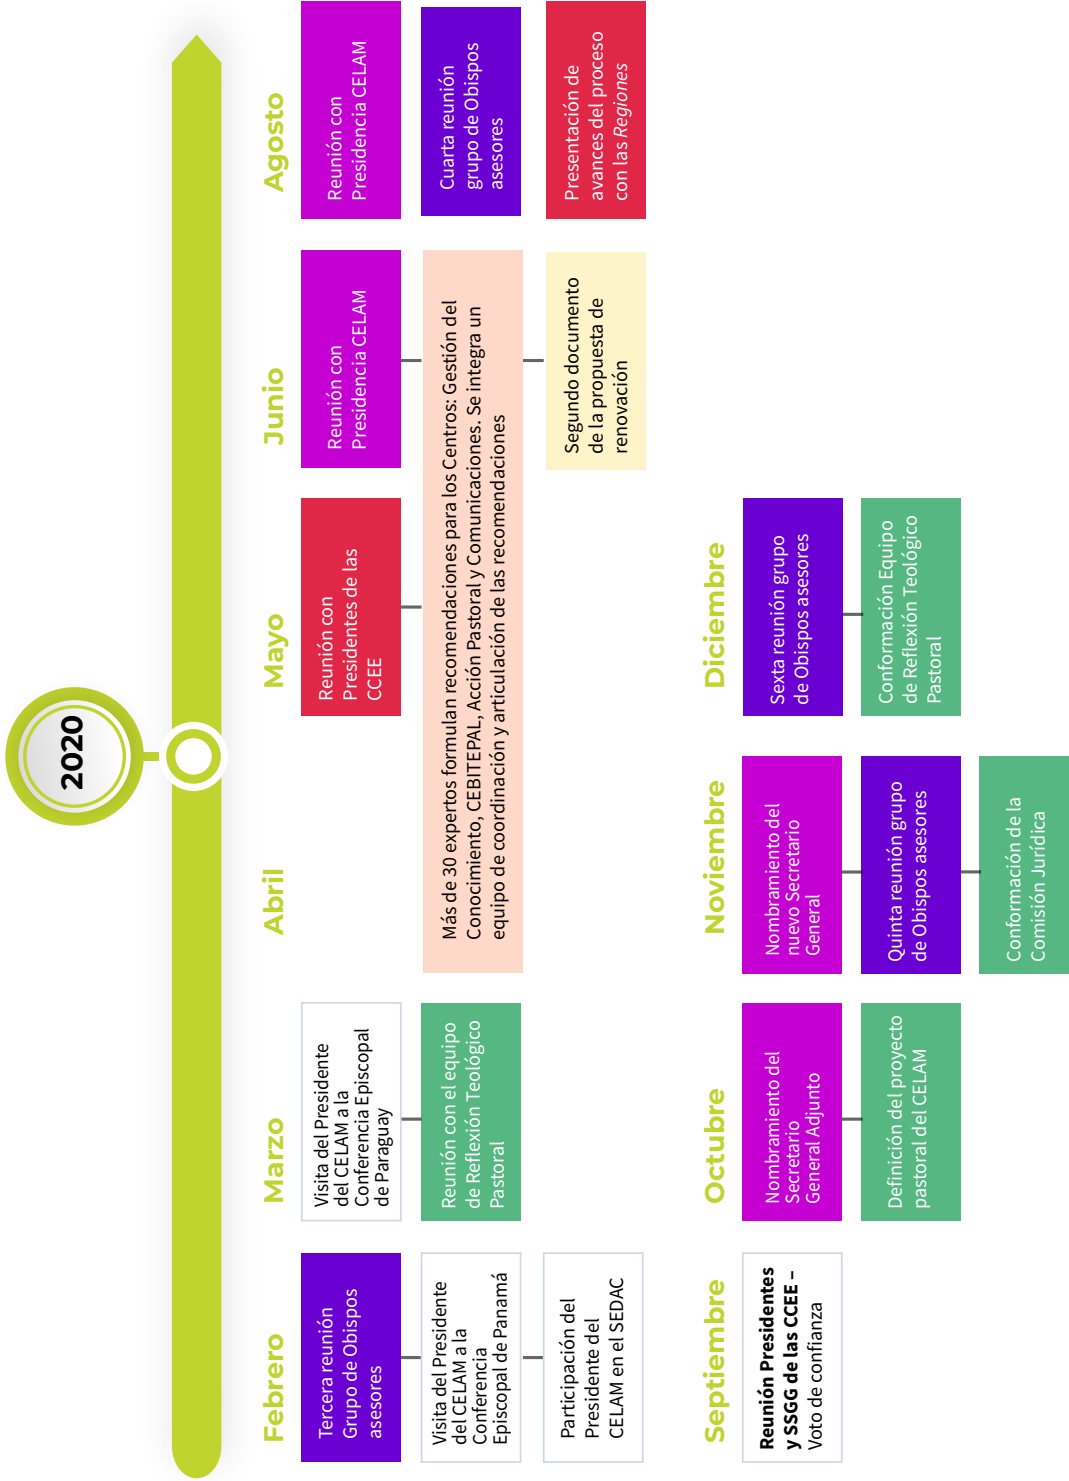 2020
Febrero
Tercera reunión
Grupo de Obispos
asesores
Visita del Presidente
del CELAM a la
Conferencia
Episcopal de Panamá
Participación del
Presidente del
CELAM en el SEDAC
Marzo
Visita del Presidente
del CELAM a la
Conferencia Episcopal
de Paraguay
Reunión con el equipo
de Reflexión Teológico
Pastoral
Abril
Mayo
Reunión con
Presidentes de las
CCEE
Junio
Reunión con
Presidencia CELAM
Más de 30 expertos formulan recomendaciones para los Centros: Gestión del
Conocimiento, CEBITEPAL, Acción Pastoral y Comunicaciones. Se integra un
equipo de coordinación y articulación de las recomendaciones
Segundo documento
de la propuesta de
renovación
Agosto
Reunión con
Presidencia CELAM
Cuarta reunión
grupo de Obispos
asesores
Presentación de
avances del proceso
con las Regiones
Septiembre
Reunión Presidentes
y SSGG de las CCEE –
Voto de confianza
Octubre
Nombramiento del
Secretario
General Adjunto
Definición del proyecto
pastoral del CELAM
Noviembre
Nombramiento del
nuevo Secretario
General
Quinta reunión grupo
de Obispos asesores
Conformación de la
Comisión Jurídica
Diciembre
Sexta reunión grupo
de Obispos asesores
Conformación Equipo
de Reflexión Teológico
Pastoral